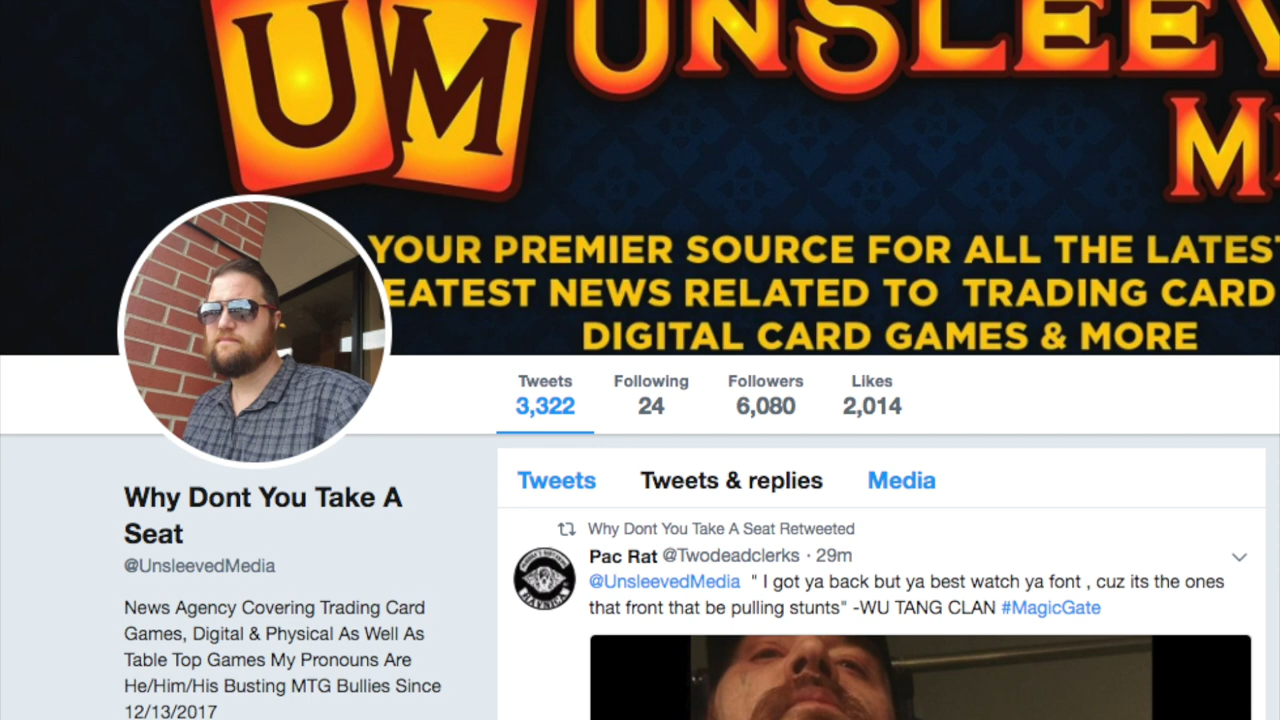 UM UNSLEEV
M
YOUR PREMIER SOURCE FOR ALL THE LATES
EATEST NEWS RELATED TO TRADING CARD
DIGITAL CARD GAMES & MORE
Tweets Following Followers Likes
3,322 24 6,080 2,014
Why Dont You Take A
Seat
@UnsleevedMedia
News Agency Covering Trading Card
Games, Digital & Physical As Well As
Table Top Games My Pronouns Are
He/Him/His Busting MTG Bullies Since
12/13/2017
Tweets Tweets & replies Media
Why Dont You Take A Seat Retweeted
Pac Rat @Twodeadclerks · 29m
@UnsleevedMedia " I got ya back but ya best watch ya font , cuz its the ones
that front that be pulling stunts" -WU TANG CLAN #MagicGate